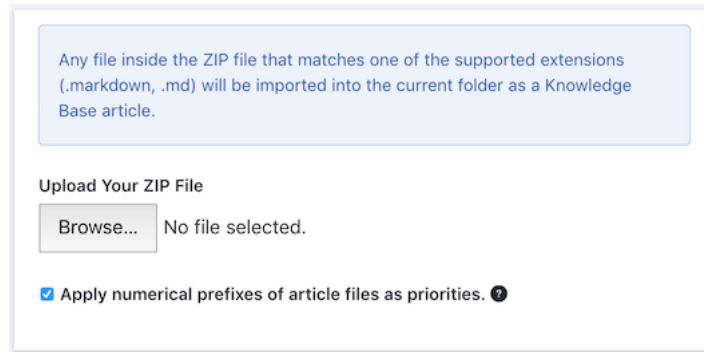 Any file inside the ZIP file that matches one of the supported extensions
(.markdown, .md) will be imported into the current folder as a Knowledge
Base article.
Upload Your ZIP File
Browse... No file selected.
Apply numerical prefixes of article files as priorities. ?